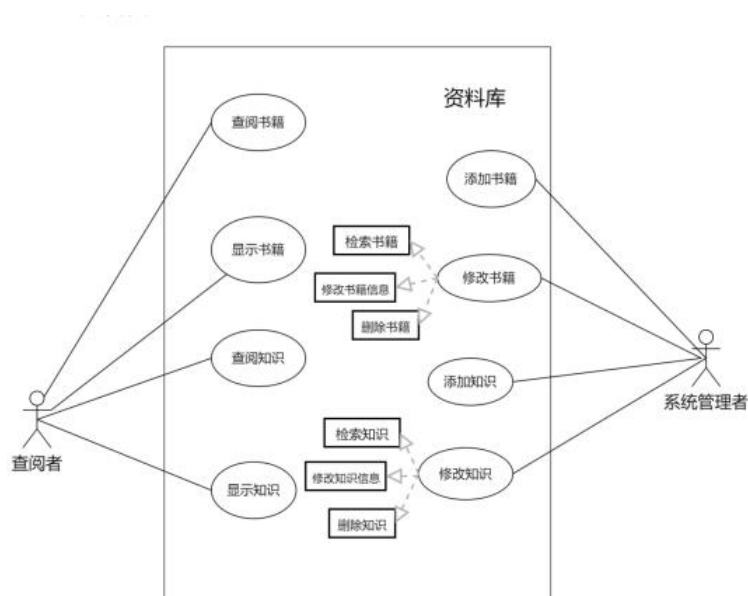 资料库
查阅书籍
添加书籍
显示书籍
检索书籍
修改书籍信息
删除书籍
修改书籍
查阅知识
添加知识
查阅者
系统管理者
显示知识
检索知识
修改知识信息
删除知识
修改知识